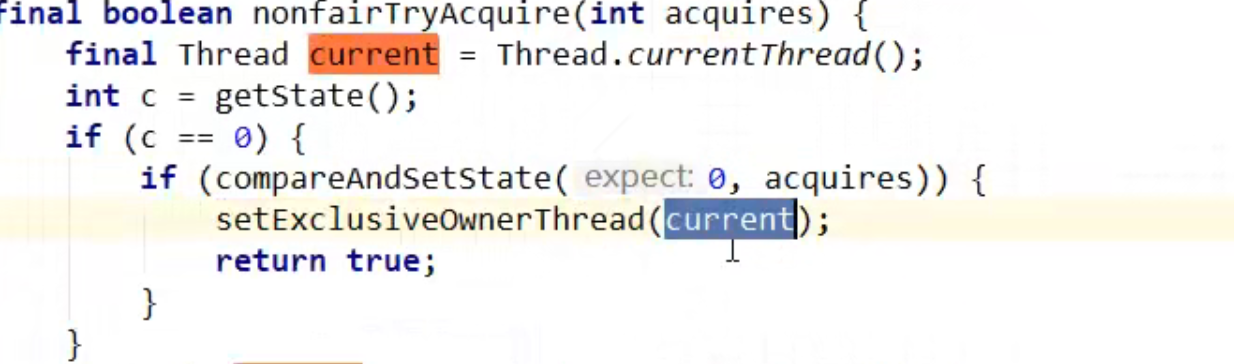 final boolean nonfairTryAcquire(int acquires) {
final Thread current = Thread.currentThread();
int c = getState();
if (c == 0) {
if (compareAndSetState( expect: 0, acquires)) {
setExclusiveOwnerThread(current);
return true;
}
}